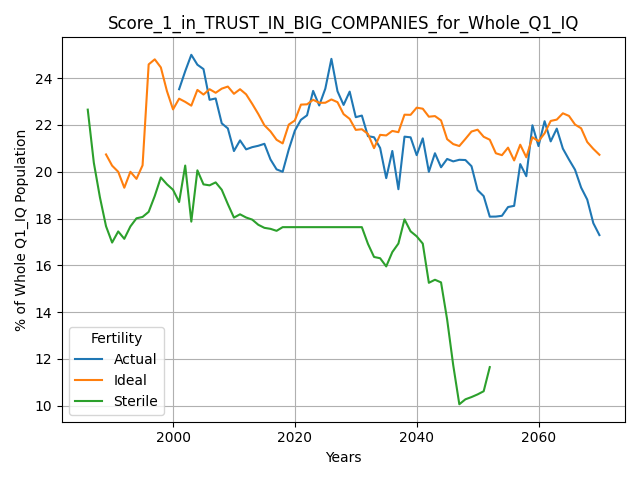 Score_1_in_TRUST_IN_BIG_COMPANIES_for_Whole_Q1_IQ
% of Whole Q1_IQ Population
24
22
20
18
16
14
12
10
Fertility
Actual
Ideal
Sterile
2000 2020 2040 2060
Years